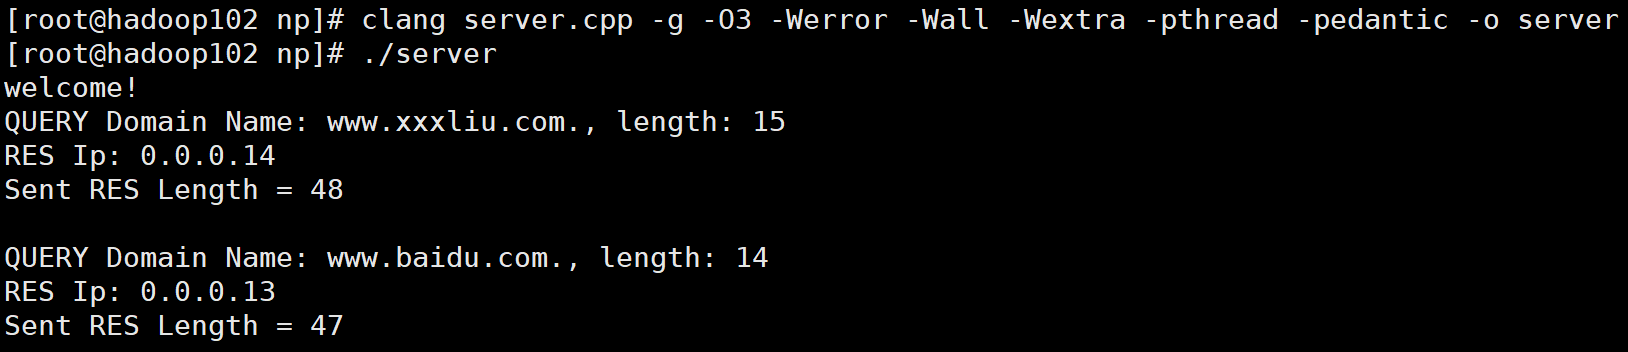 [root@hadoop102 np]# clang server.cpp -g -O3 -Werror -Wall -Wextra -pthread -pedantic -o server
[root@hadoop102 np]# ./server
welcome!
QUERY Domain Name: www.xxxliu.com., length: 15
RES Ip: 0.0.0.14
Sent RES Length = 48
QUERY Domain Name: www.baidu.com., length: 14
RES Ip: 0.0.0.13
Sent RES Length = 47